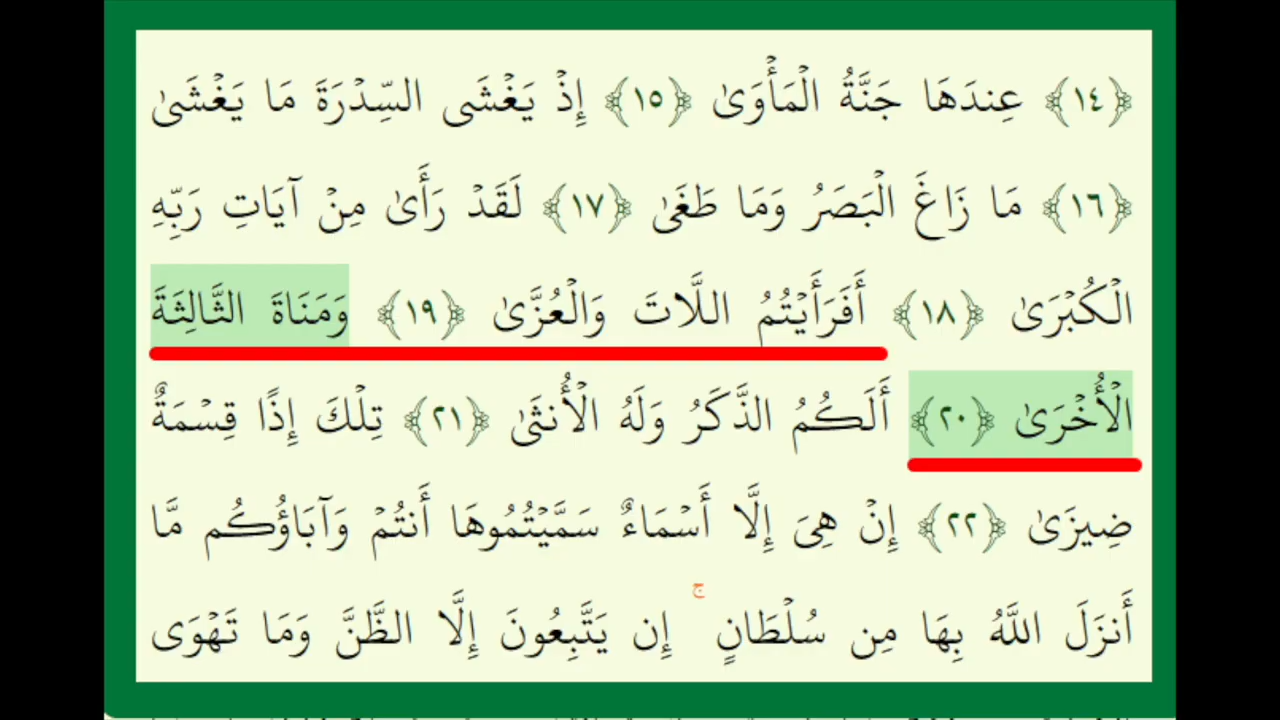 ﴿١٤﴾ عِندَهَا جَنَّةُ الْمَأْوَىٰ ﴿١٥﴾ إِذْ يَغْشَى السِّدْرَةَ مَا يَغْشَىٰ
﴿١٦﴾ مَا زَاغَ الْبَصَرُ وَمَا طَغَىٰ ﴿١٧﴾ لَقَدْ رَأَىٰ مِنْ آيَاتِ رَبِّهِ
الْكُبْرَىٰ ﴿١٨﴾ أَفَرَأَيْتُمُ اللَّاتَ وَالْعُزَّىٰ ﴿١٩﴾ وَمَنَاةَ الثَّالِثَةَ
الْأُخْرَىٰ ﴿٢٠﴾ أَلَكُمُ الذَّكَرُ وَلَهُ الْأُنثَىٰ ﴿٢١﴾ تِلْكَ إِذًا قِسْمَةٌ
ضِيزَىٰ ﴿٢٢﴾ إِنْ هِيَ إِلَّا أَسْمَاءٌ سَمَّيْتُمُوهَا أَنتُمْ وَآبَاؤُكُم مَّا
أَنزَلَ اللَّهُ بِهَا مِن سُلْطَانٍ ۚ إِن يَتَّبِعُونَ إِلَّا الظَّنَّ وَمَا تَهْوَى